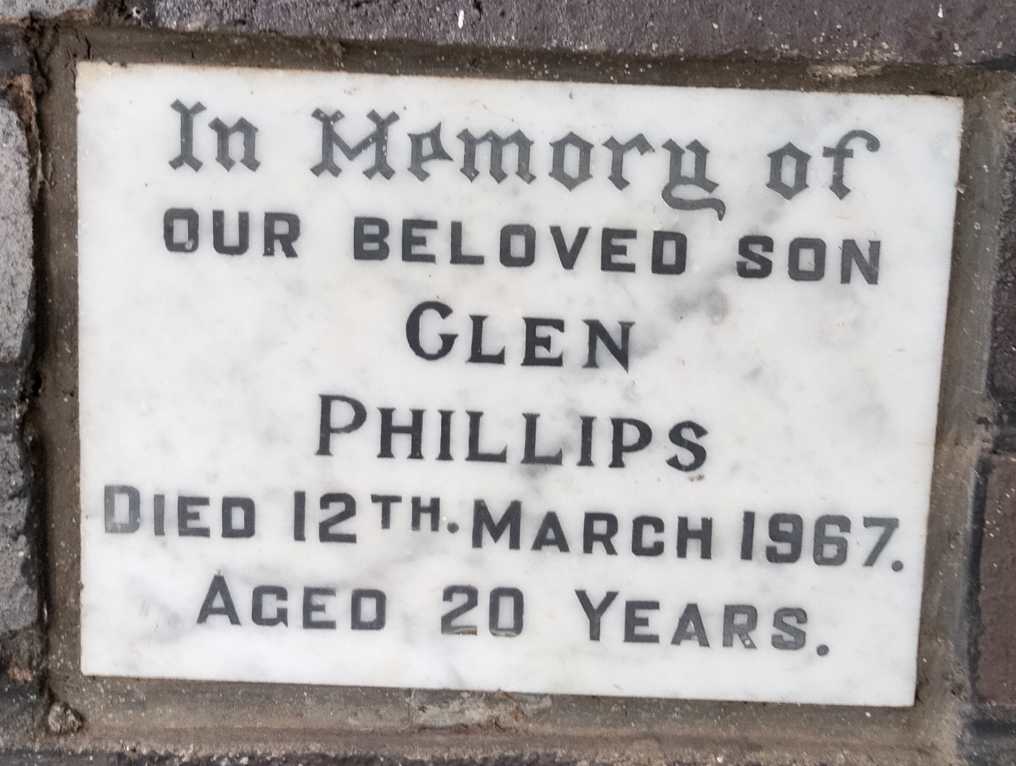 In Memory of
OUR BELOVED SON
GLEN
PHILLIPS
DIED 12TH. MARCH 1967.
AGED 20 YEARS.